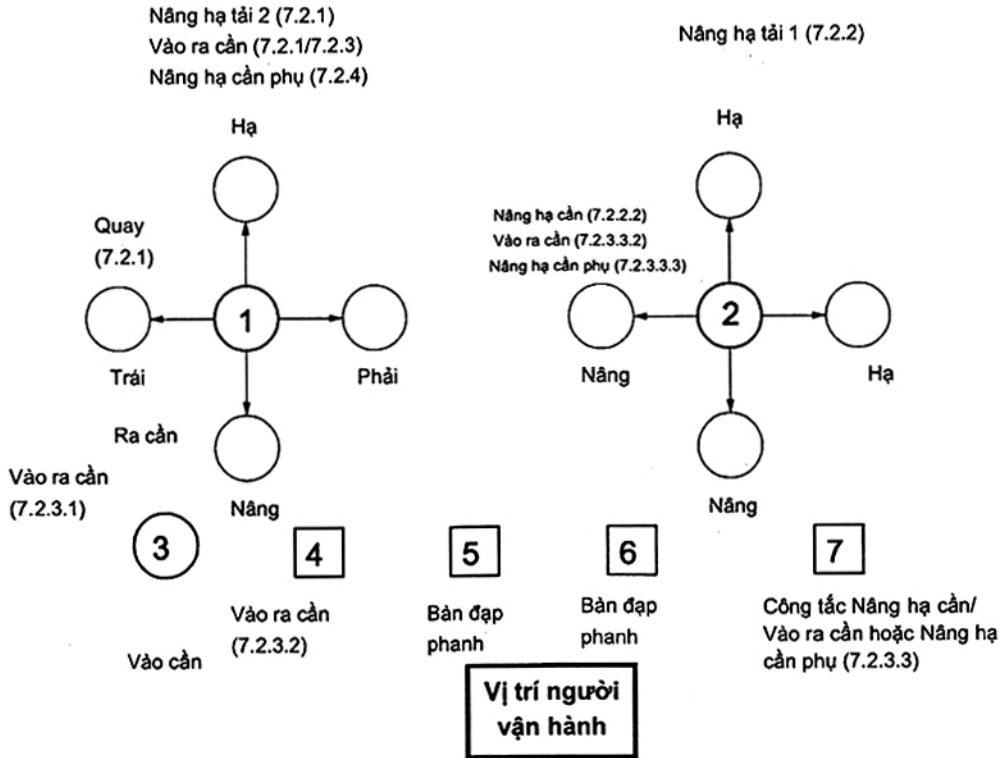 Nâng hạ tải 2 (7.2.1)
Vào ra cần (7.2.1/7.2.3)
Nâng hạ cần phụ (7.2.4)
Nâng hạ tải 1 (7.2.2)
Hạ
Hạ
Quay
(7.2.1)
Nâng hạ cần (7.2.2.2)
Vào ra cần (7.2.3.3.2)
Nâng hạ cần phụ (7.2.3.3.3)
1
2
Trái
Phải
Nâng
Hạ
Ra cần
Vào ra cần
(7.2.3.1)
Nâng
Nâng
3
4
5
6
7
Vào ra cần
(7.2.3.2)
Vào cần
Bàn đạp
phanh
Bàn đạp
phanh
Công tắc Nâng hạ cần/
Vào ra cần hoặc Nâng hạ
cần phụ (7.2.3.3)
Vị trí người
vận hành